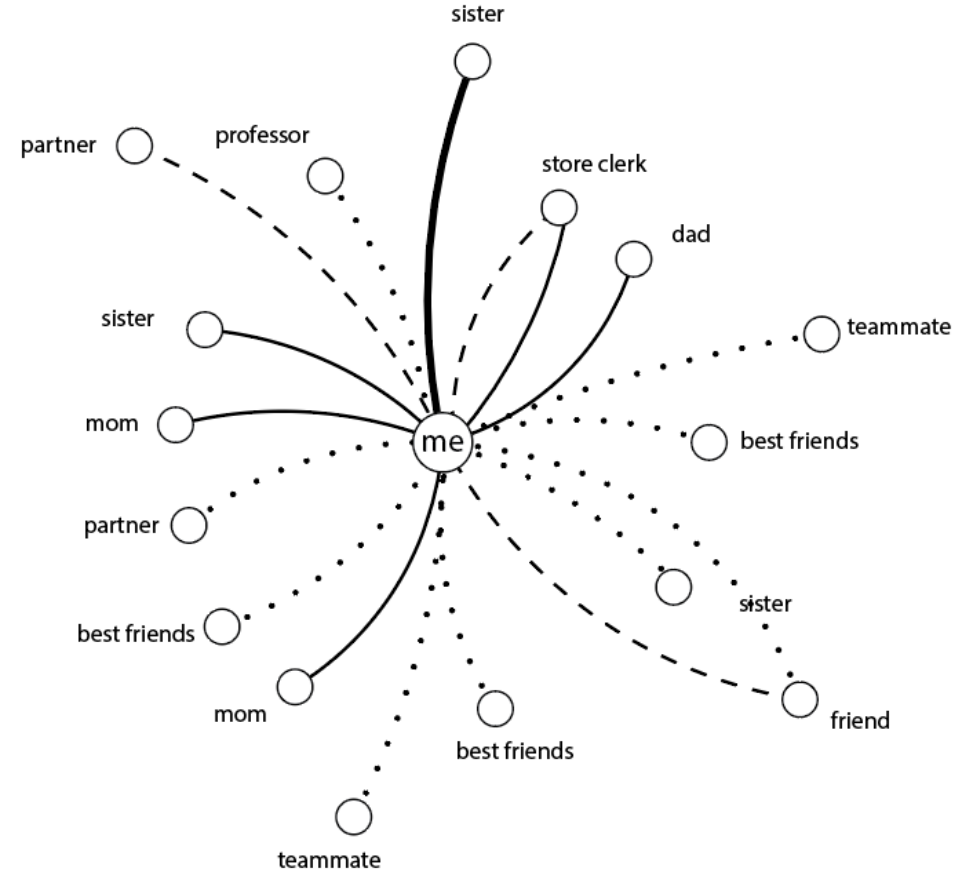 sister
partner
professor
store clerk
dad
sister
teammate
mom
me
best friends
partner
sister
best friends
mom
friend
best friends
teammate